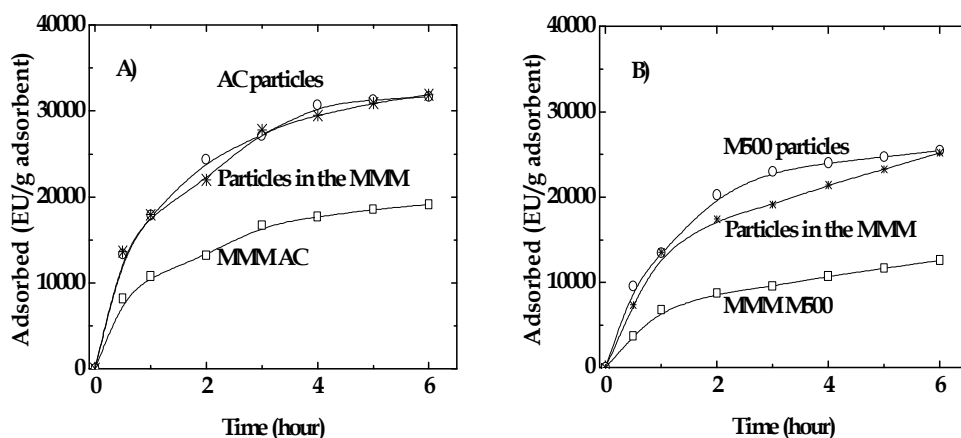 A)
Adsorbed (EU/g adsorbent)
40000
30000
20000
10000
0
AC particles
Particles in the MMM
MMM AC
0 2 4 6
Time (hour)
B)
Adsorbed (EU/g adsorbent)
40000
30000
20000
10000
0
M500 particles
Particles in the MMM
MMM M500
0 2 4 6
Time (hour)